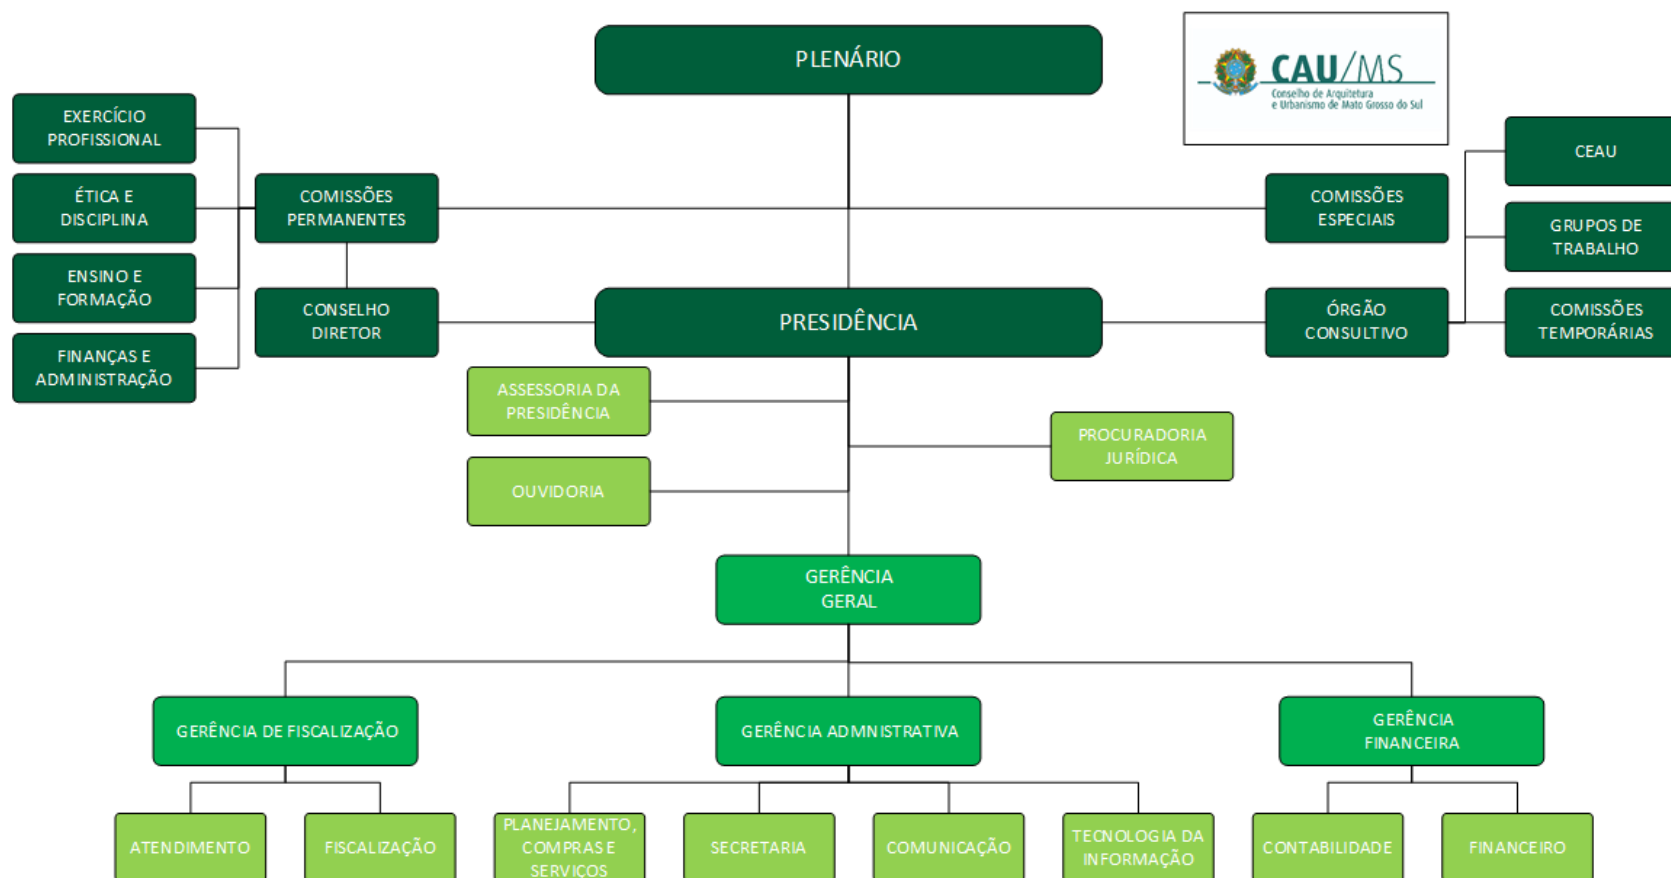 PLENÁRIO
CAU/MS
Conselho de Arquitetura
e Urbanismo de Mato Grosso do Sul
EXERCÍCIO
PROFISSIONAL
ÉTICA E
DISCIPLINA
ENSINO E
FORMAÇÃO
FINANÇAS E
ADMINISTRAÇÃO
COMISSÕES
PERMANENTES
CONSELHO
DIRETOR
PRESIDÊNCIA
COMISSÕES
ESPECIAIS
ÓRGÃO
CONSULTIVO
CEAU
GRUPOS DE
TRABALHO
COMISSÕES
TEMPORÁRIAS
ASSESSORIA DA
PRESIDÊNCIA
PROCURADORIA
JURÍDICA
OUVIDORIA
GERÊNCIA
GERAL
GERÊNCIA DE FISCALIZAÇÃO
GERÊNCIA ADMNISTRATIVA
GERÊNCIA
FINANCEIRA
ATENDIMENTO
FISCALIZAÇÃO
PLANEJAMENTO,
COMPRAS E
SERVIÇOS
SECRETARIA
COMUNICAÇÃO
TECNOLOGIA DA
INFORMAÇÃO
CONTABILIDADE
FINANCEIRO